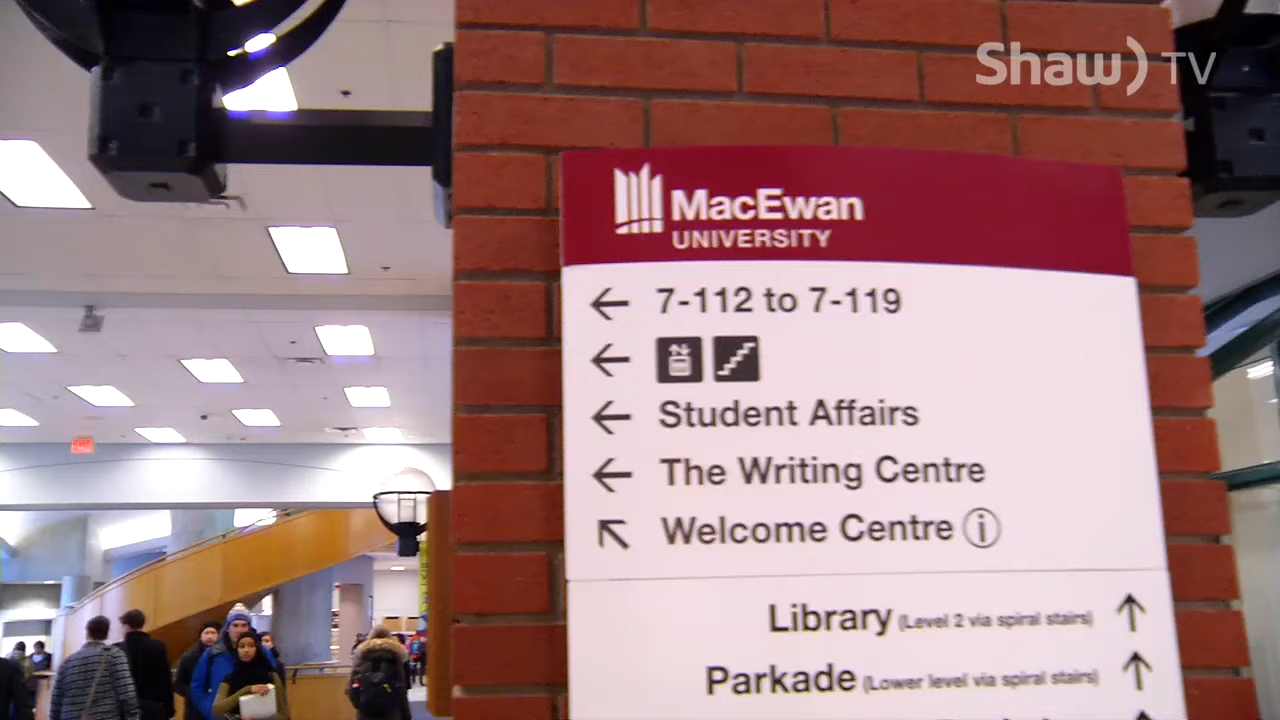 Shaw) TV
MacEwan
UNIVERSITY
← 7-112 to 7-119
←
← Student Affairs
← The Writing Centre
↖ Welcome Centre ⓘ
Library (Level 2 via spiral stairs) ↑
Parkade (Lower level via spiral stairs) ↑